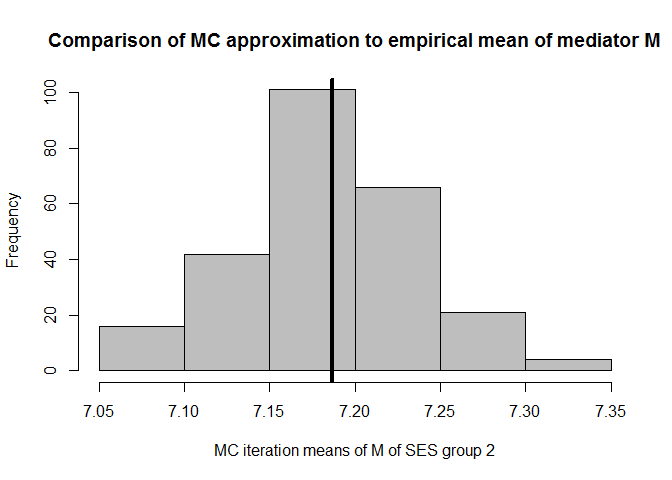 Comparison of MC approximation to empirical mean of mediator M
Frequency
100
80
60
40
20
0
7.05 7.10 7.15 7.20 7.25 7.30 7.35
MC iteration means of M of SES group 2